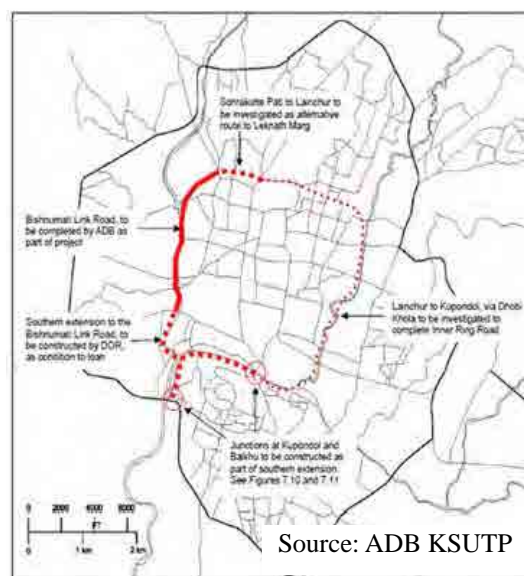 Sorrakutte Pati to Lainchur to
be investigated as alternative
route to Leknath Marg
Bishnumati Link Road, to
be completed by ADB as
part of project
Southern extension to the
Bishnumati Link Road, to
be constructed by DOR,
as condition to loan
Lainchur to Kupondol, via Dhobi
Khola to be investigated to
complete Inner Ring Road
Junctions at Kupondol and
Balkhu to be constructed as
part of southern extension.
See Figures 7.10 and 7.11
0 2000 4000 8000
FT
0 1 km 2 km
Source: ADB KSUTP